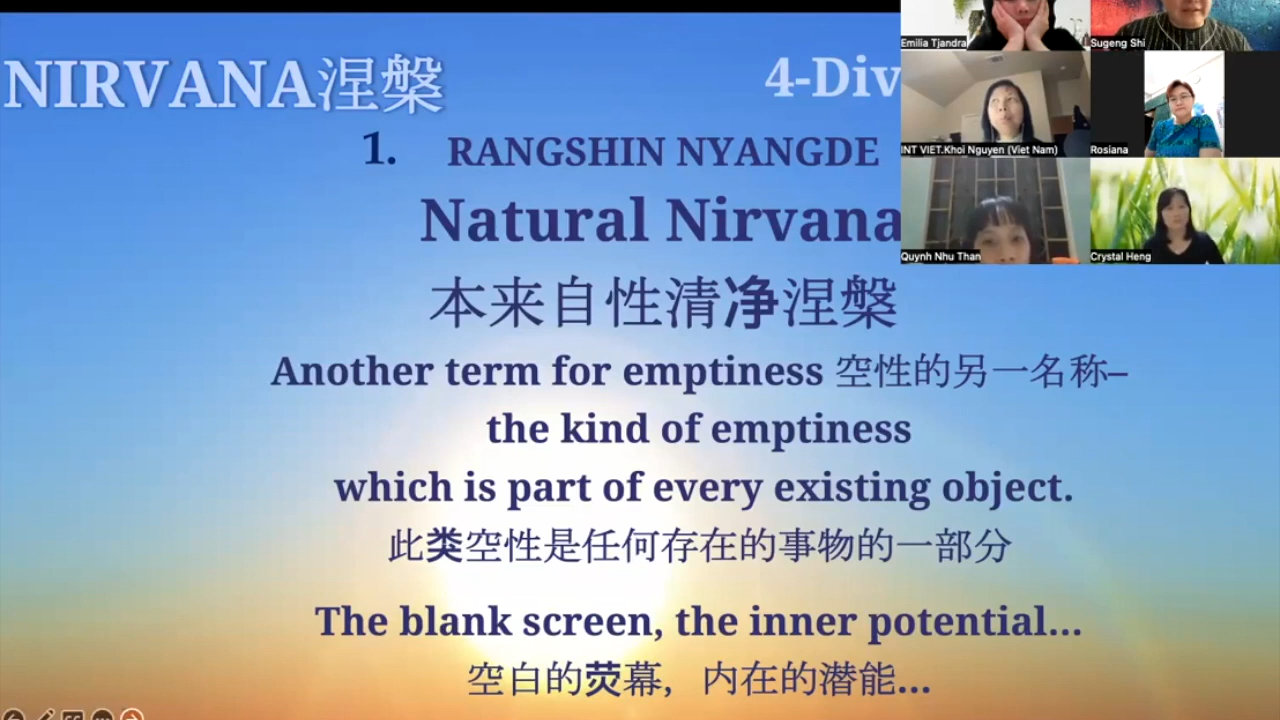 NIRVANA涅槃
4-Div
1. RANGSHIN NYANGDE
Natural Nirvana
本来自性清净涅槃
Another term for emptiness 空性的另一名称–
the kind of emptiness
which is part of every existing object.
此类空性是任何存在的事物的一部分
The blank screen, the inner potential...
空白的荧幕，内在的潜能...
Emilia Tjandra
Sugeng Shi
INT VIET.Khoi Nguyen (Viet Nam)
Rosiana
Quynh Nhu Than
Crystal Heng